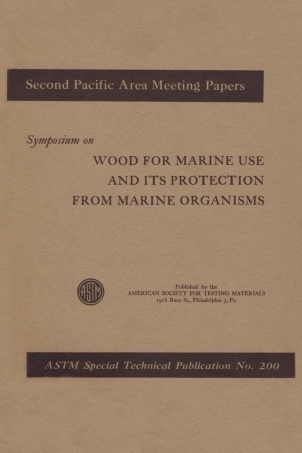 Second Pacific Area Meeting Papers
Symposium on
WOOD FOR MARINE USE
AND ITS PROTECTION
FROM MARINE ORGANISMS
ASTM
Published by the
AMERICAN SOCIETY FOR TESTING MATERIALS
1916 Race St., Philadelphia 3, Pa.
ASTM Special Technical Publication No. 200